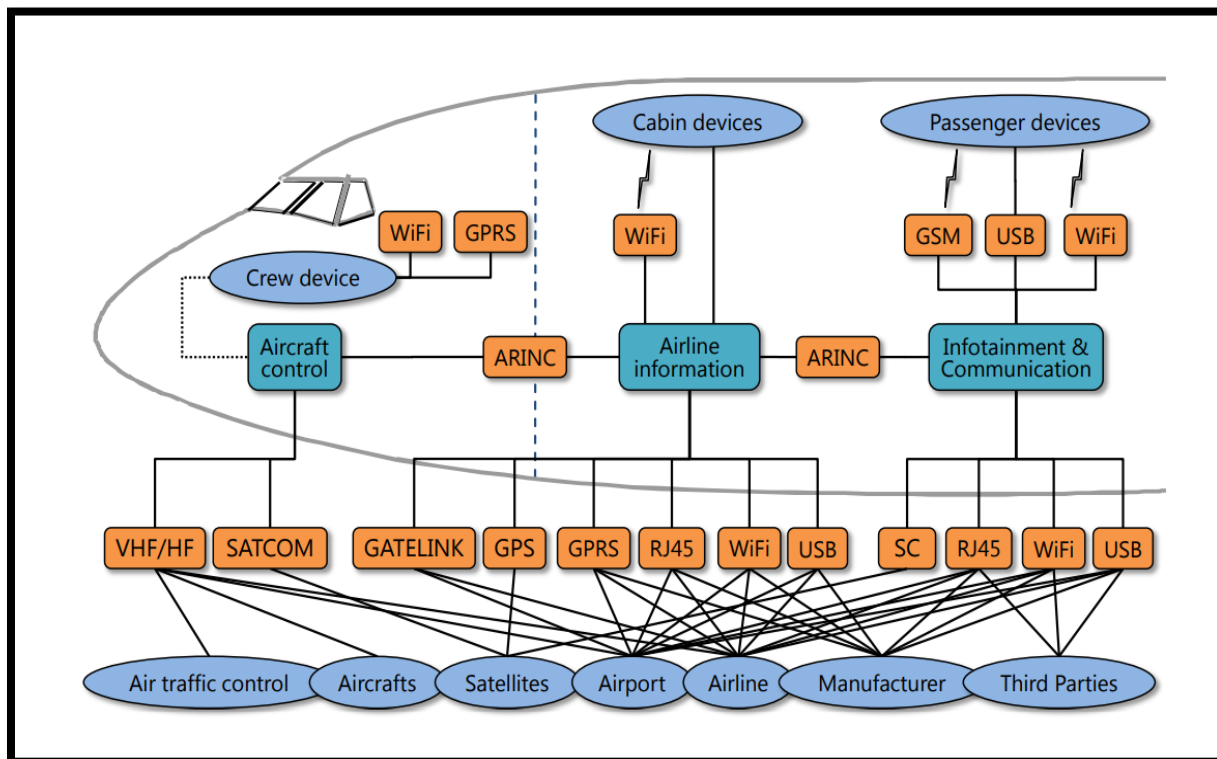 Cabin devices
Passenger devices
WiFi
GPRS
WiFi
GSM
USB
WiFi
Crew device
Aircraft
control
ARINC
Airline
information
ARINC
Infotainment &
Communication
VHF/HF
SATCOM
GATELINK
GPS
GPRS
RJ45
WiFi
USB
SC
RJ45
WiFi
USB
Air traffic control
Aircrafts
Satellites
Airport
Airline
Manufacturer
Third Parties